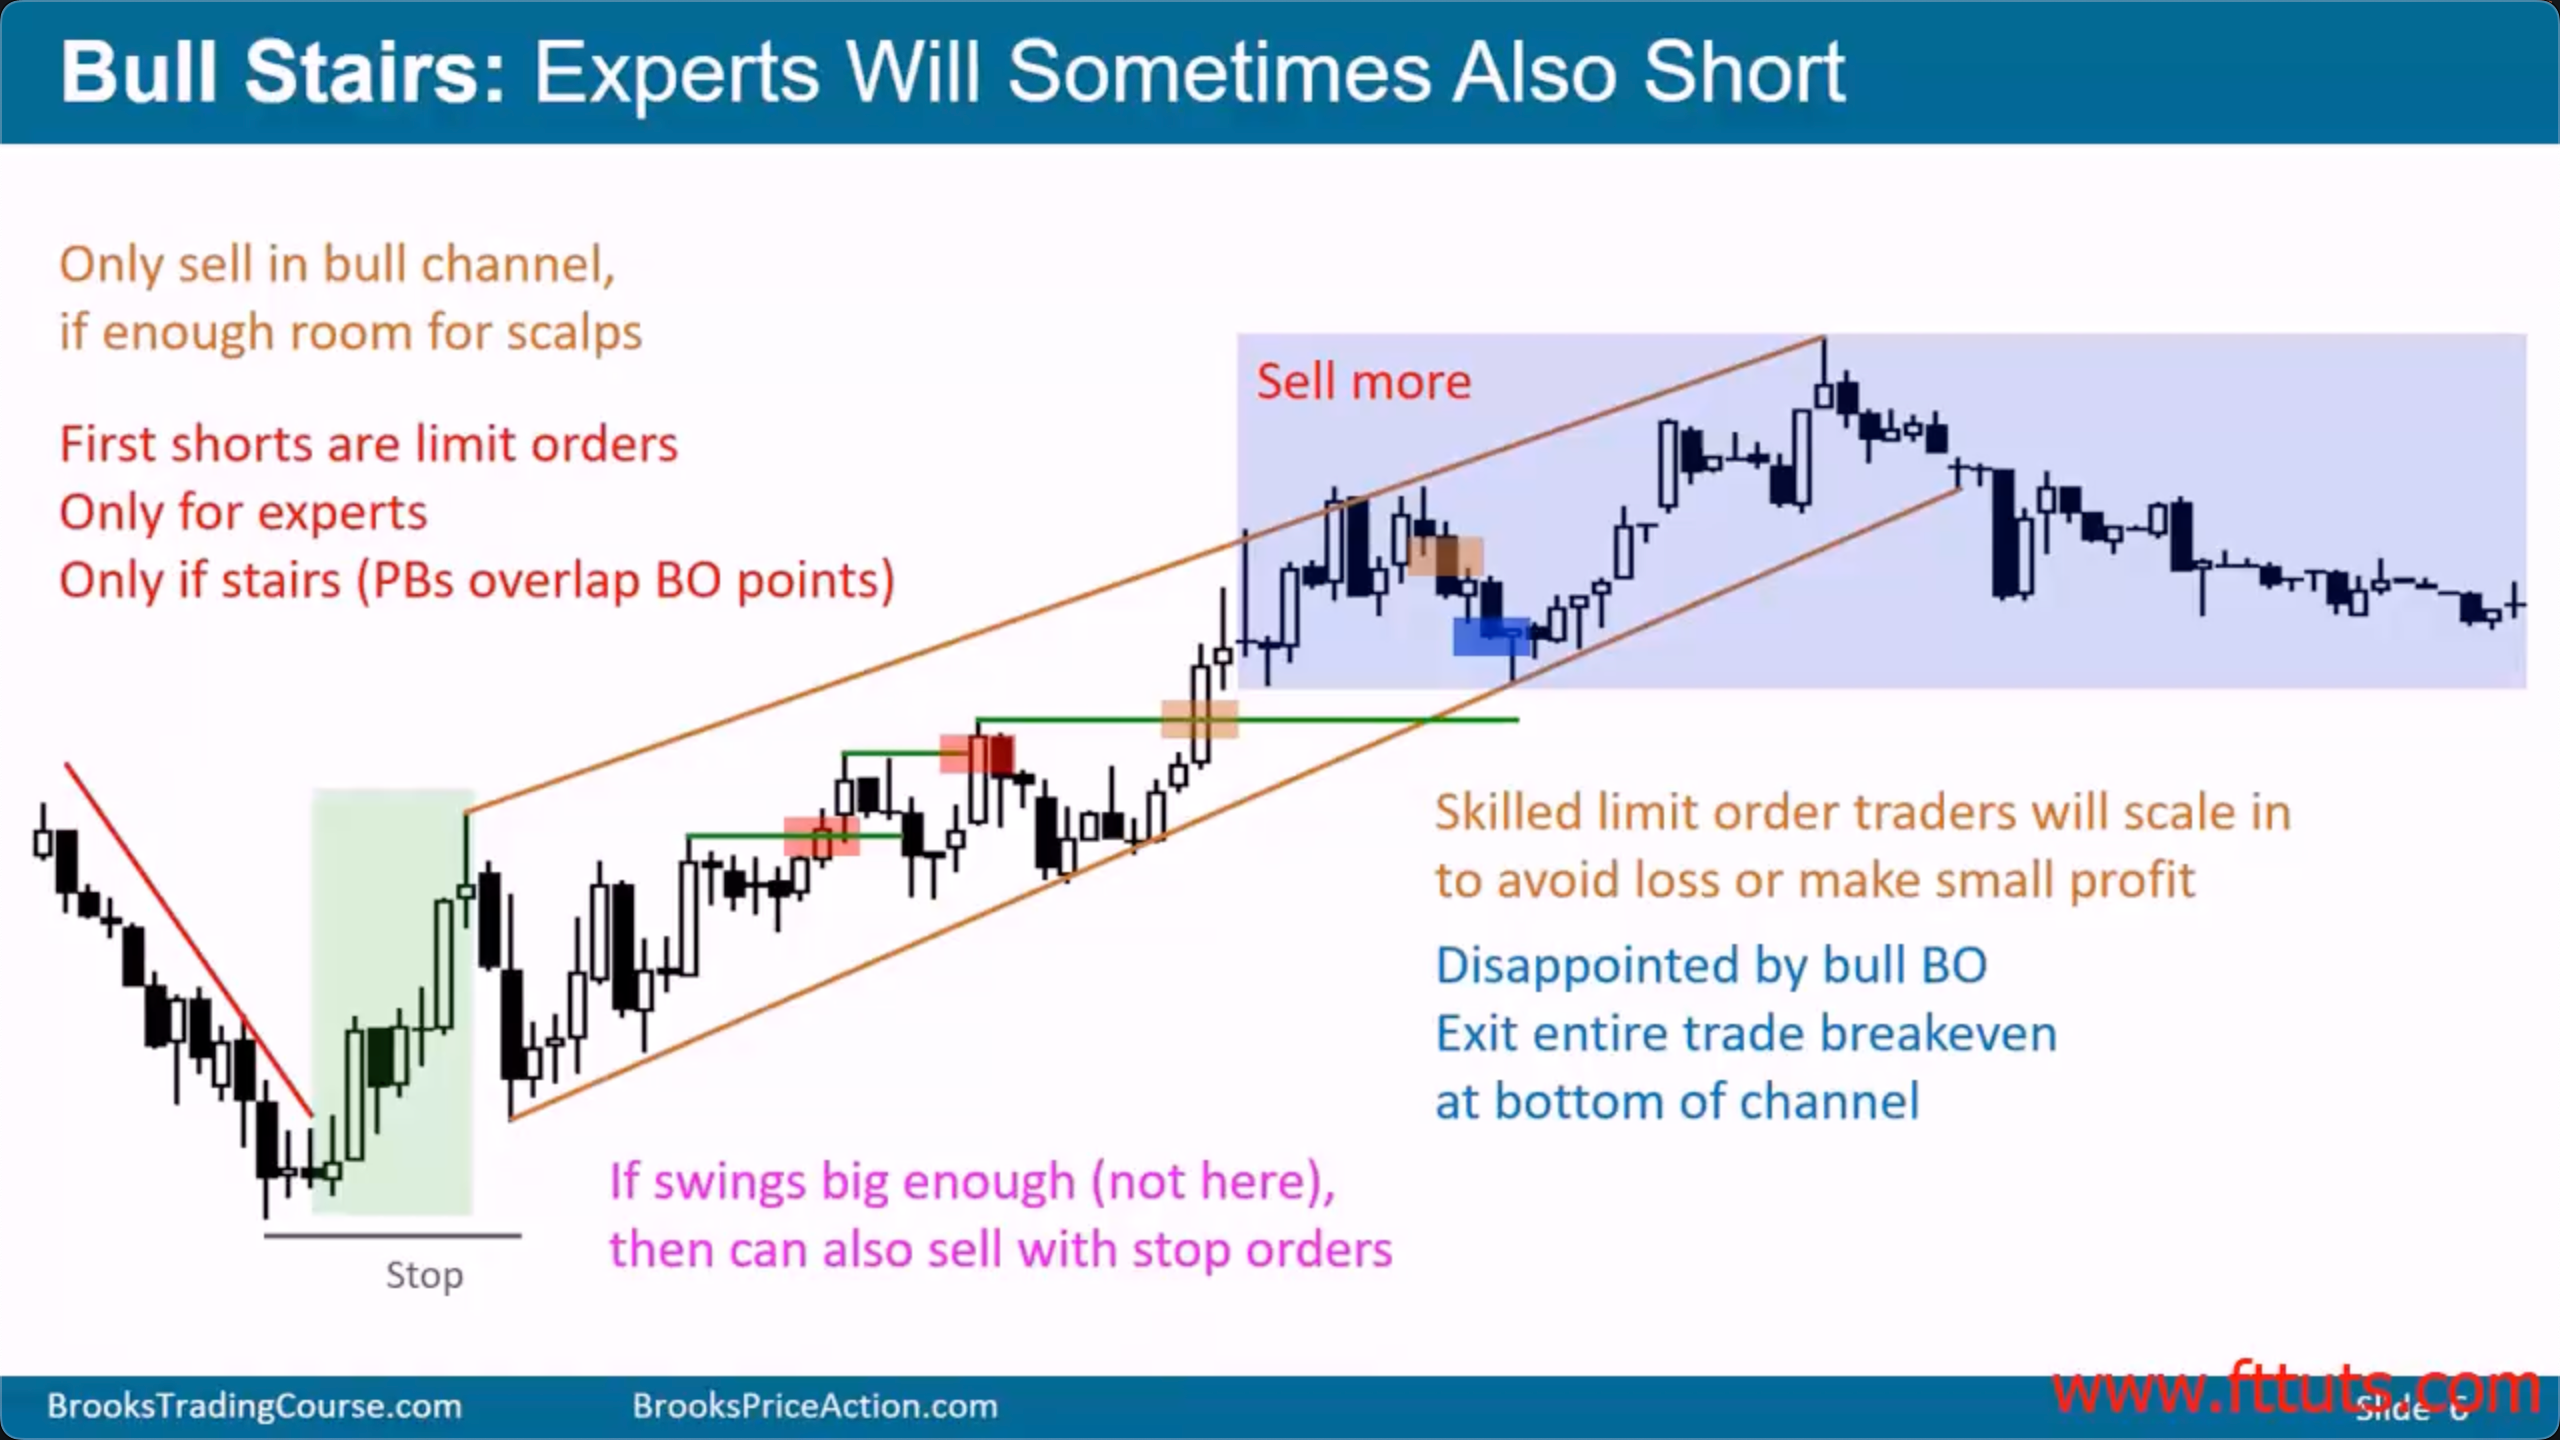 Bull Stairs: Experts Will Sometimes Also Short
Only sell in bull channel,
if enough room for scalps
First shorts are limit orders
Only for experts
Only if stairs (PBs overlap BO points)
Sell more
Skilled limit order traders will scale in
to avoid loss or make small profit
Disappointed by bull BO
Exit entire trade breakeven
at bottom of channel
If swings big enough (not here),
then can also sell with stop orders
Stop
BrooksTradingCourse.com
BrooksPriceAction.com
Slide 6
www.fttuts.com